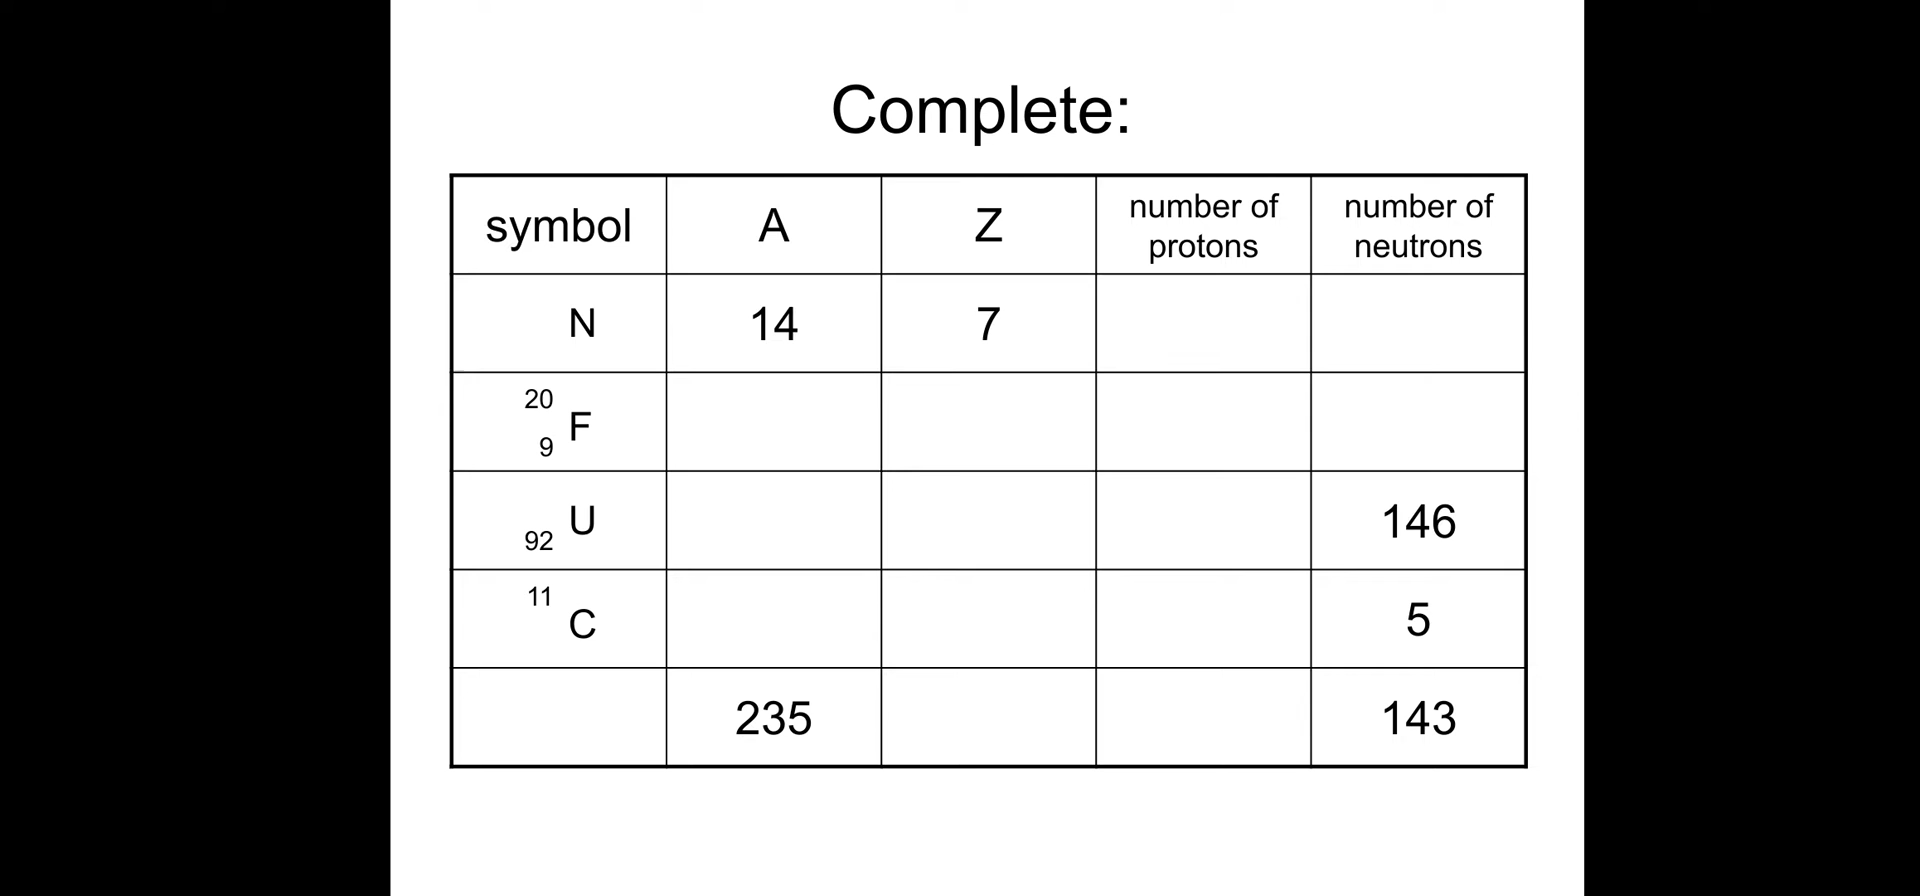 Complete:
symbol A Z number of protons number of neutrons
N 14 7
20 9 F
92 U 146
11 C 5
235 143